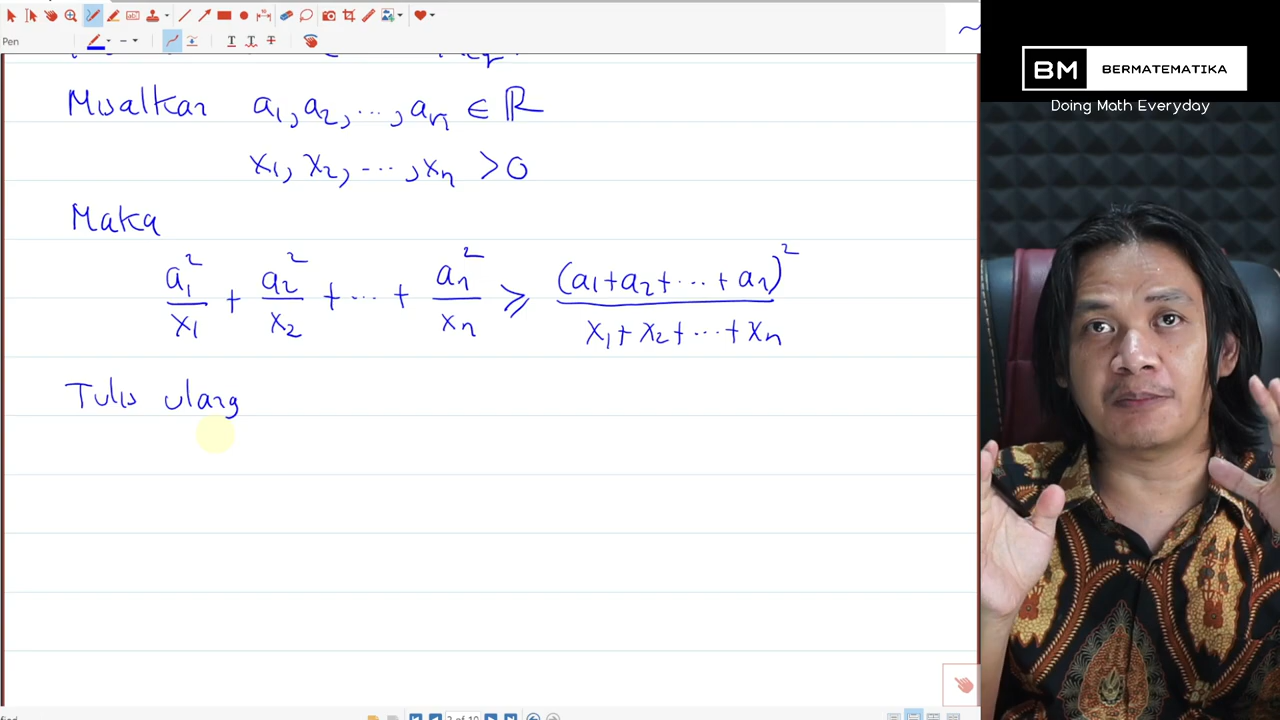 Pen
Misalkan a₁, a₂, ..., aₙ ∈ ℝ
x₁, x₂, ..., xₙ > 0
Maka
a₁²/x₁ + a₂²/x₂ + ... + aₙ²/xₙ ⩾ (a₁+a₂+...+aₙ)²/(x₁+x₂+...+xₙ)
Tulis ulang
BM BERMATEMATIKA
Doing Math Everyday